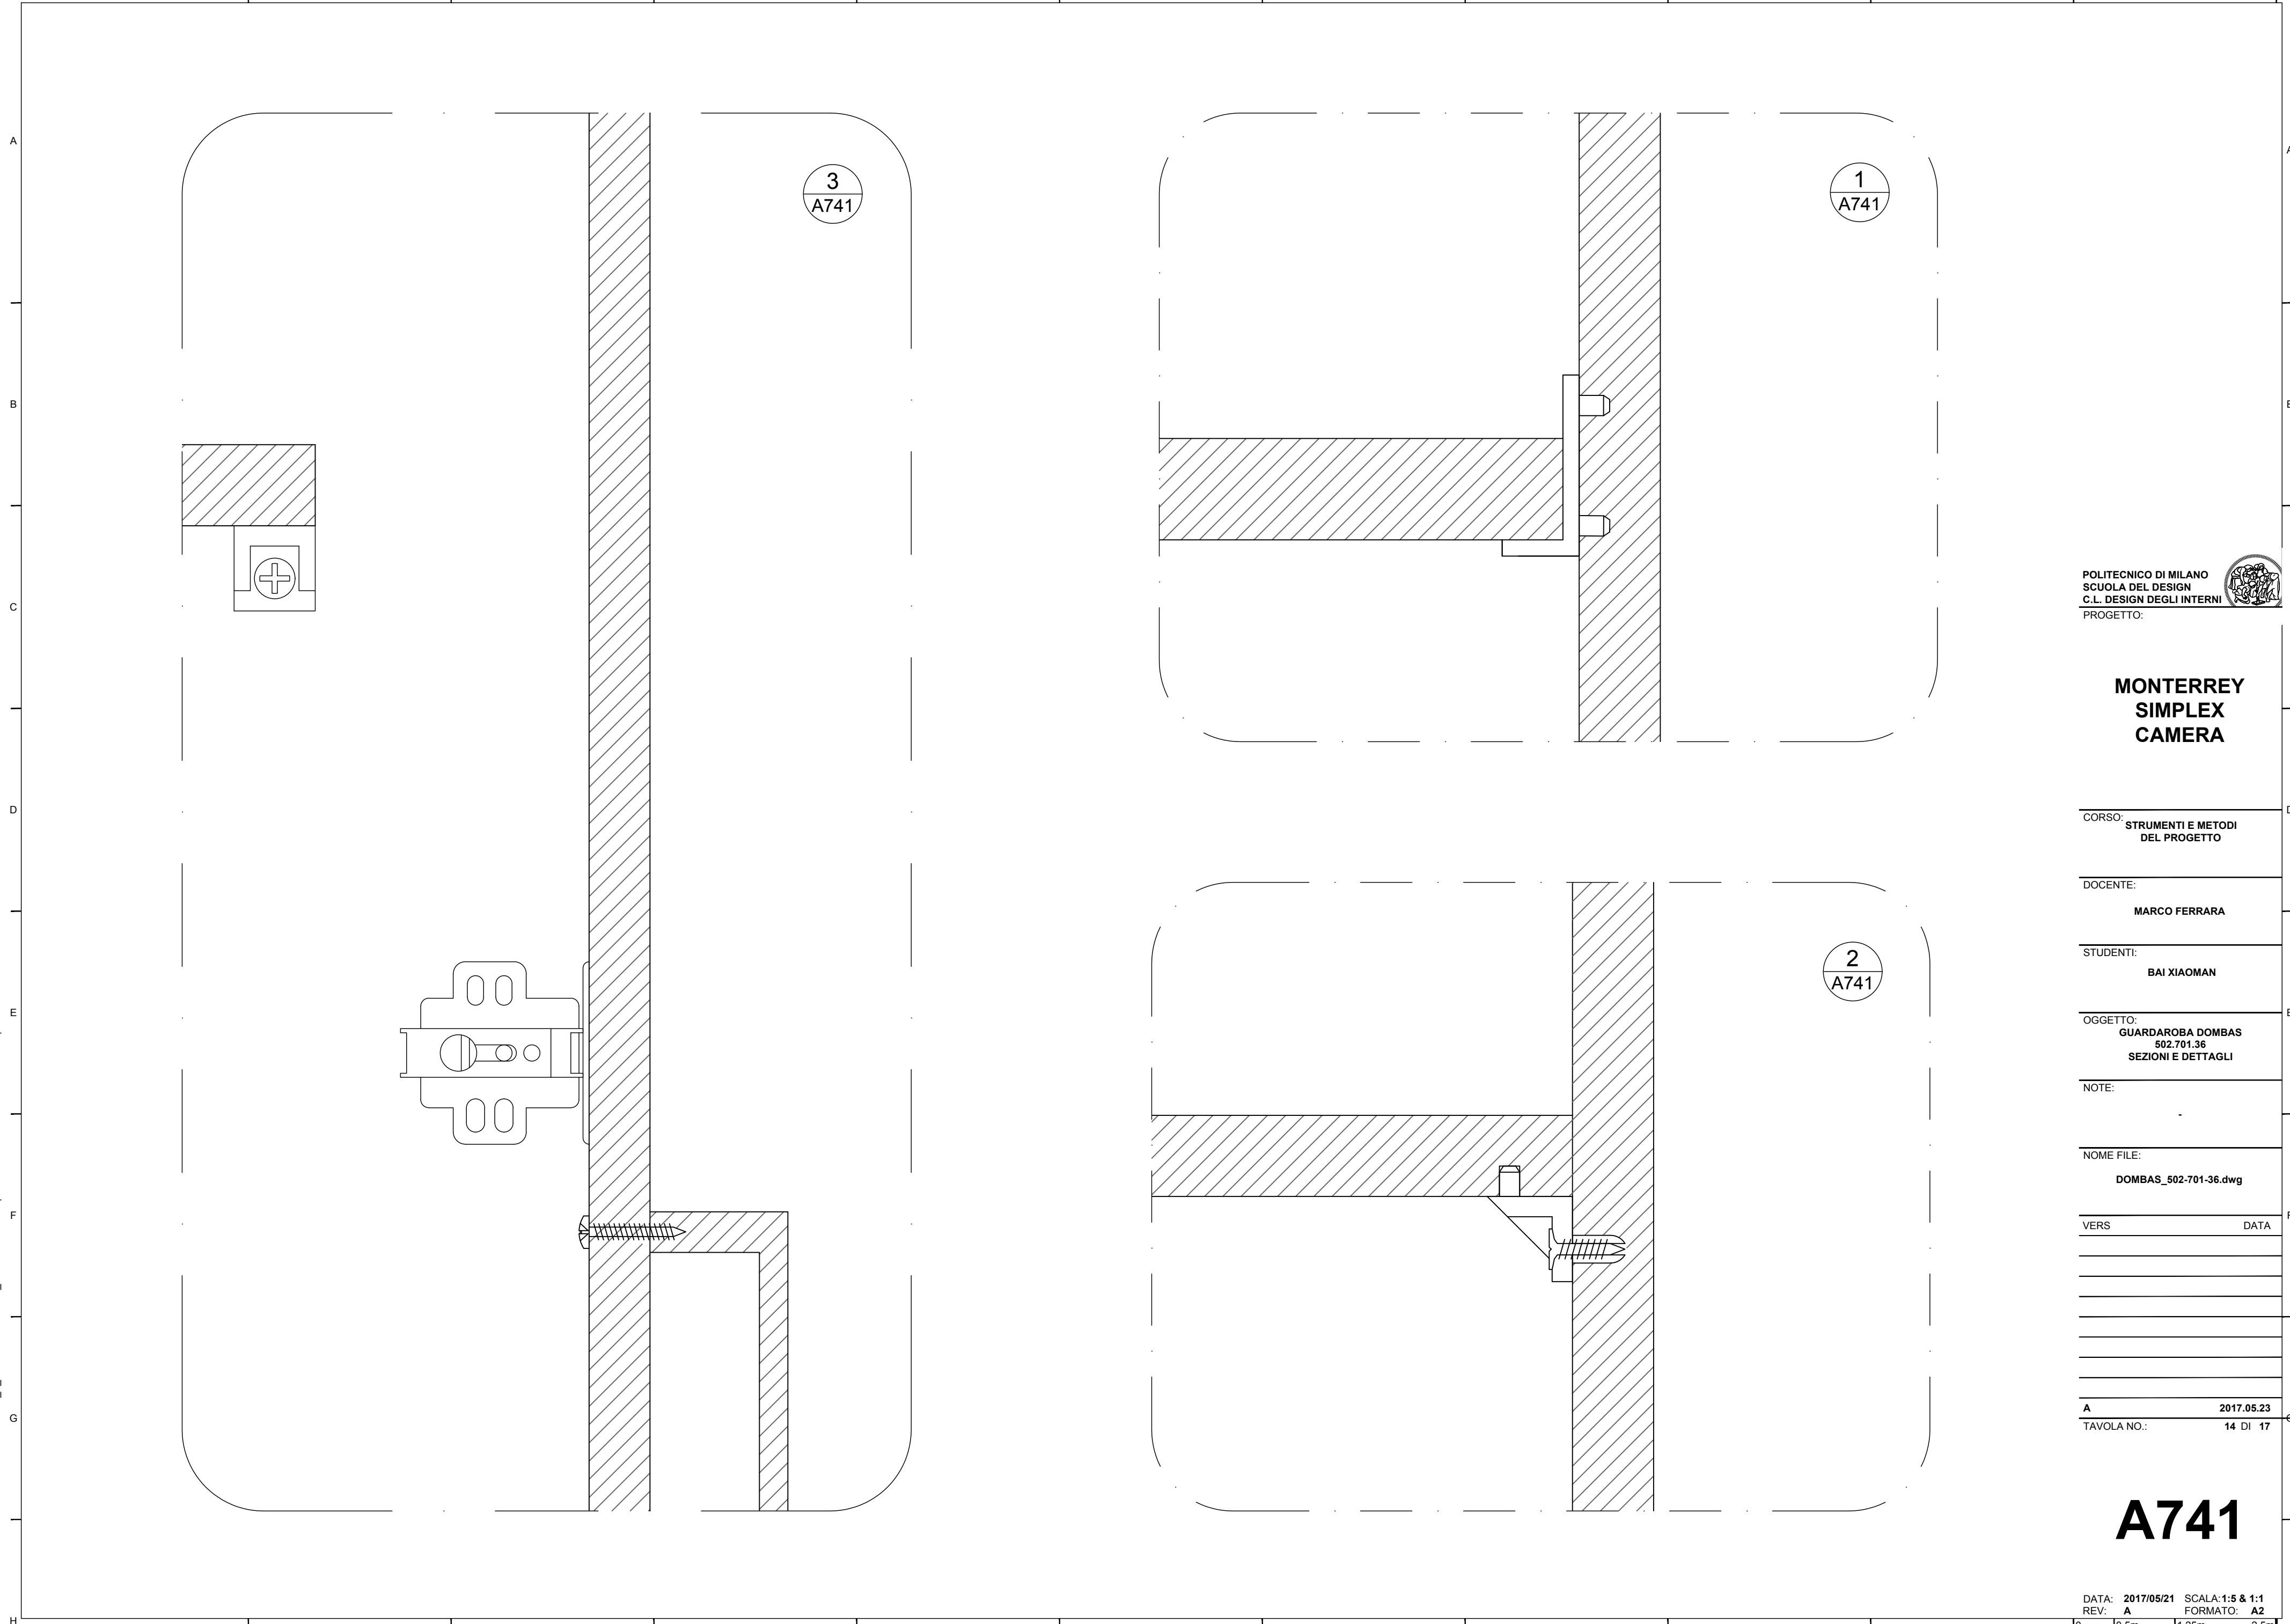 A
B
C
D
E
F
G
H
3
A741
1
A741
2
A741
POLITECNICO DI MILANO
SCUOLA DEL DESIGN
C.L. DESIGN DEGLI INTERNI
PROGETTO:
MONTERREY
SIMPLEX
CAMERA
CORSO:
STRUMENTI E METODI
DEL PROGETTO
DOCENTE:
MARCO FERRARA
STUDENTI:
BAI XIAOMAN
OGGETTO:
GUARDAROBA DOMBAS
502.701.36
SEZIONI E DETTAGLI
NOTE:
-
NOME FILE:
DOMBAS_502-701-36.dwg
VERS DATA
A 2017.05.23
TAVOLA NO.: 14 DI 17
A741
DATA: 2017/05/21 SCALA:1:5 & 1:1
REV: A FORMATO: A2